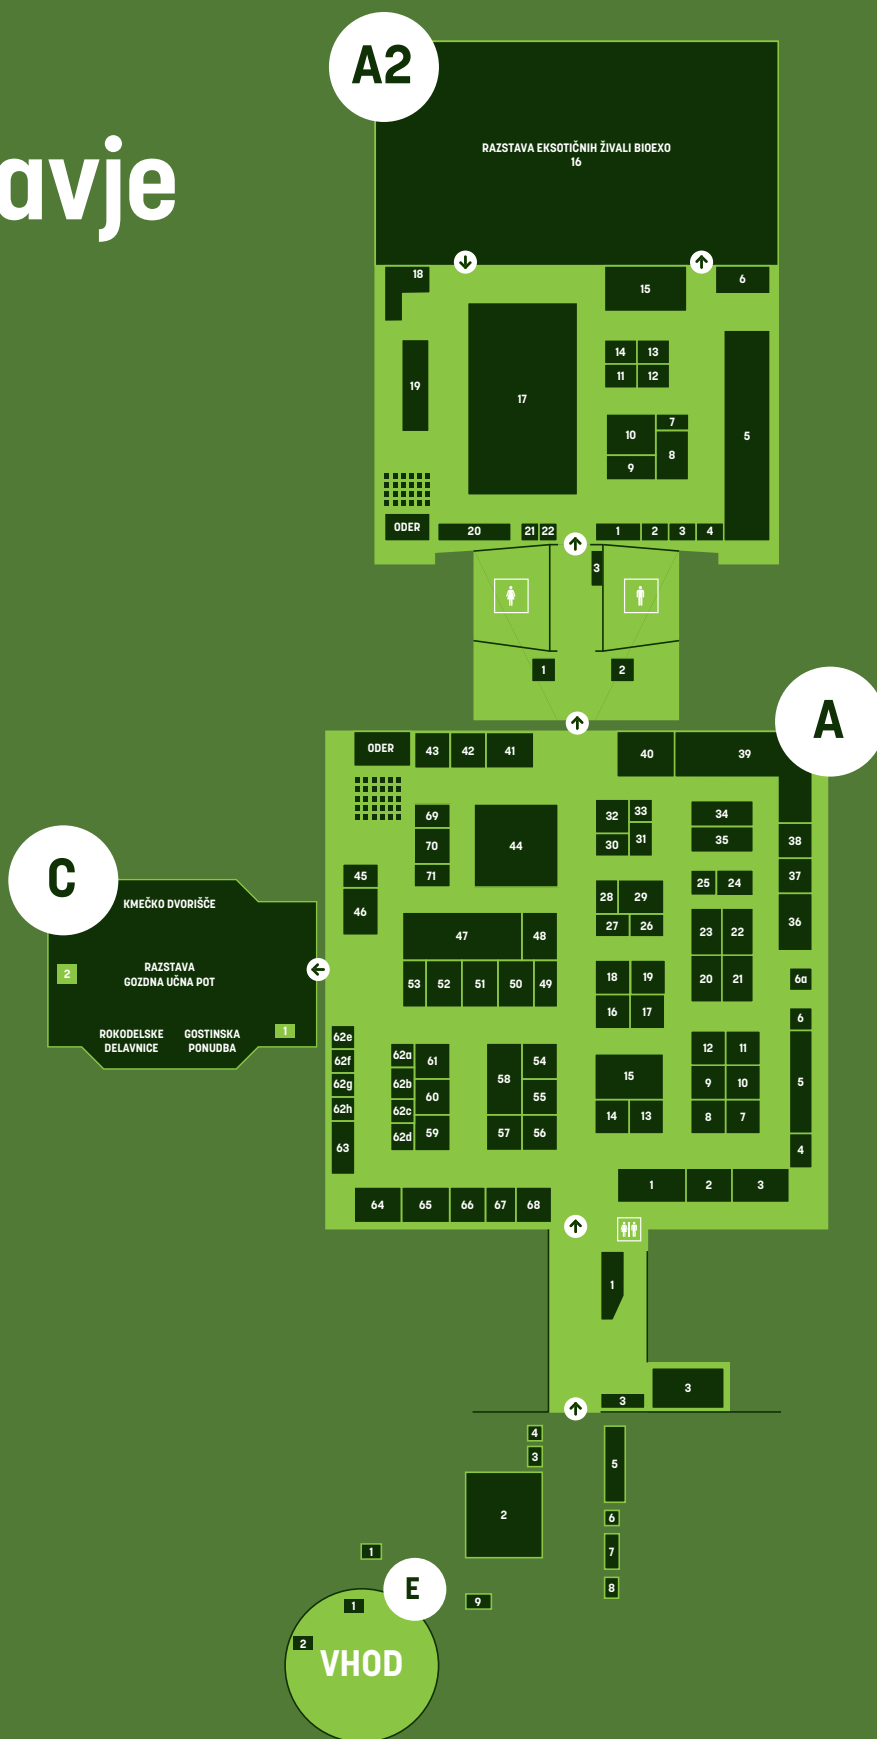 A2
avje
RAZSTAVA EKSOTIČNIH ŽIVALI BIOEXO
16
18
15
6
14 13
11 12
19
17
5
10 7
8
9
ODER
20
21 22
1 2 3 4
3
1
2
A
ODER
43 42 41
40 39
69
70
71
44
32 33
30 31
34
35
38
37
36
45
46
25 24
28 29
27 26
23 22
20 21
C
KMEČKO DVORIŠČE
2
RAZSTAVA
GOZDNA UČNA POT
ROKODELSKE
DELAVNICE
GOSTINSKA
PONUDBA
1
47 48
53 52 51 50 49
18 19
16 17
6a
6
5
4
62e
62f
62g
62h
63
62a
62b
62c
62d
61
60
59
58
54
55
57 56
15
14 13
12 11
9 10
8 7
1 2 3
64 65 66 67 68
1
3
3
4
3
5
2
6
7
8
1
9
E
1
2
VHOD